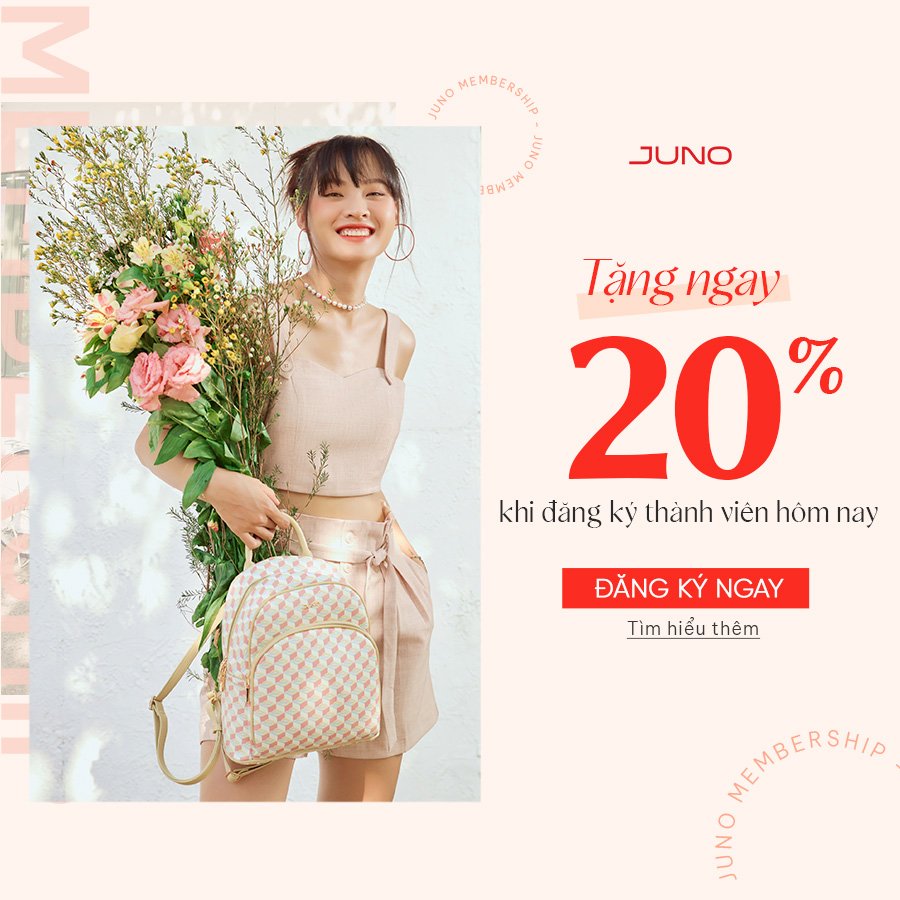 JUNO MEMBERSHIP - JUNO MEMBE
JUNO
Tặng ngay
20%
khi đăng ký thành viên hôm nay
ĐĂNG KÝ NGAY
Tìm hiểu thêm
JUNO MEMBERSHIP -